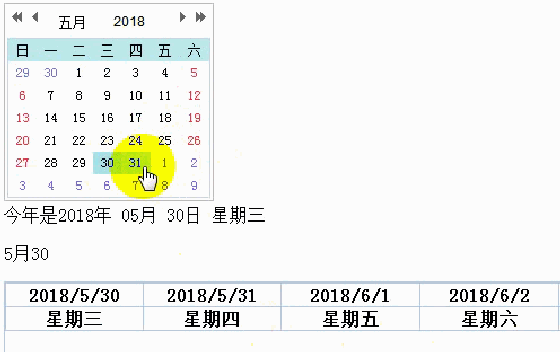 五月 2018
日 一 二 三 四 五 六
29 30 1 2 3 4 5
6 7 8 9 10 11 12
13 14 15 16 17 18 19
20 21 22 23 24 25 26
27 28 29 30 31 1 2
3 4 5 6 7 8 9
今年是2018年 05月 30日 星期三
5月30
2018/5/30 2018/5/31 2018/6/1 2018/6/2
星期三 星期四 星期五 星期六